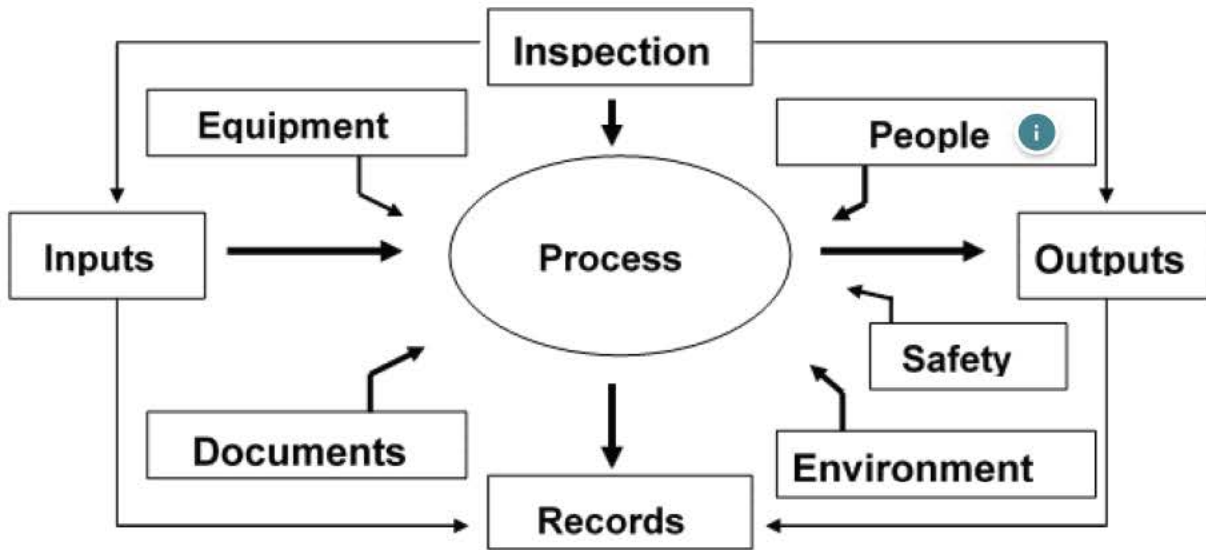 Inspection
Equipment
People i
Inputs
Process
Outputs
Safety
Documents
Environment
Records